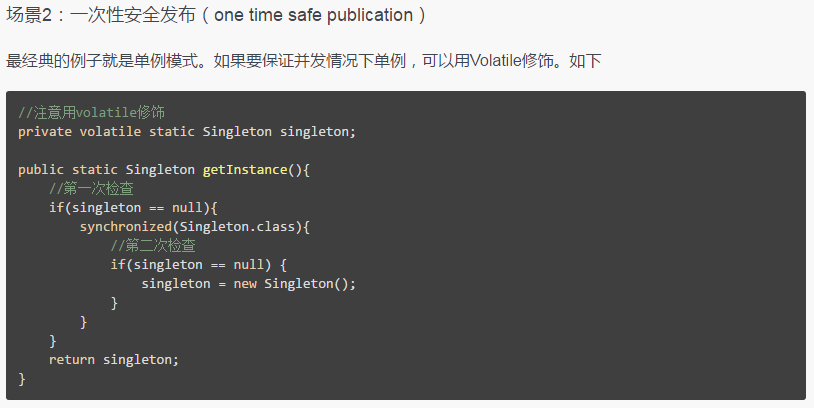 场景2：一次性安全发布（one time safe publication）
最经典的例子就是单例模式。如果要保证并发情况下单例，可以用Volatile修饰。如下
//注意用volatile修饰
private volatile static Singleton singleton;
public static Singleton getInstance(){
//第一次检查
if(singleton == null){
synchronized(Singleton.class){
//第二次检查
if(singleton == null) {
singleton = new Singleton();
}
}
}
return singleton;
}